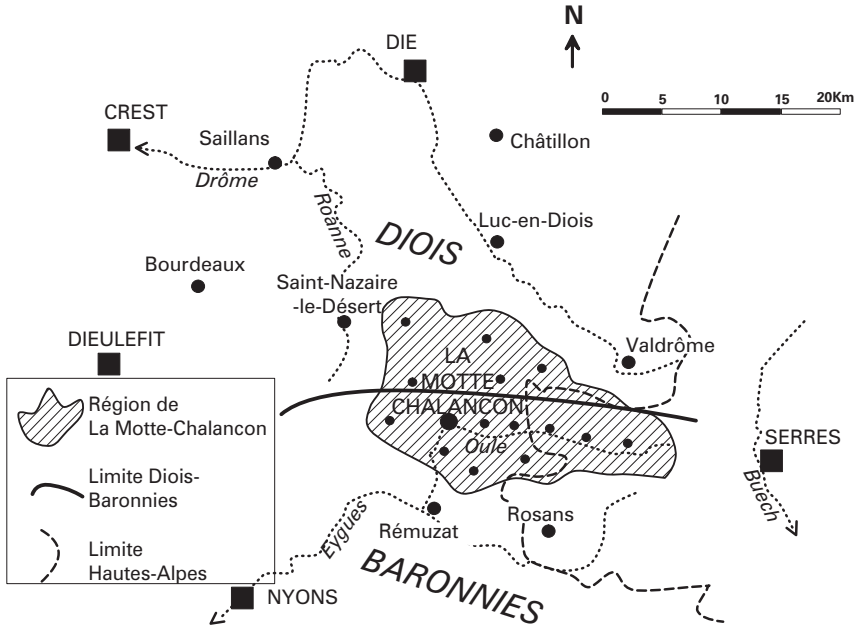 N
DIE
0 5 10 15 20Km
CREST
Saillans
Châtillon
Drôme
Roanne
DIOIS
Luc-en-Diois
Bourdeaux
Saint-Nazaire
-le-Désert
DIEULEFIT
LA
MOTTE
CHALANCON
Valdrôme
Région de
La Motte-Chalancon
Oule
SERRES
Limite Diois-
Baronnies
Buech
Eygues
Rémuzat
Rosans
Limite
Hautes-Alpes
BARONNIES
NYONS